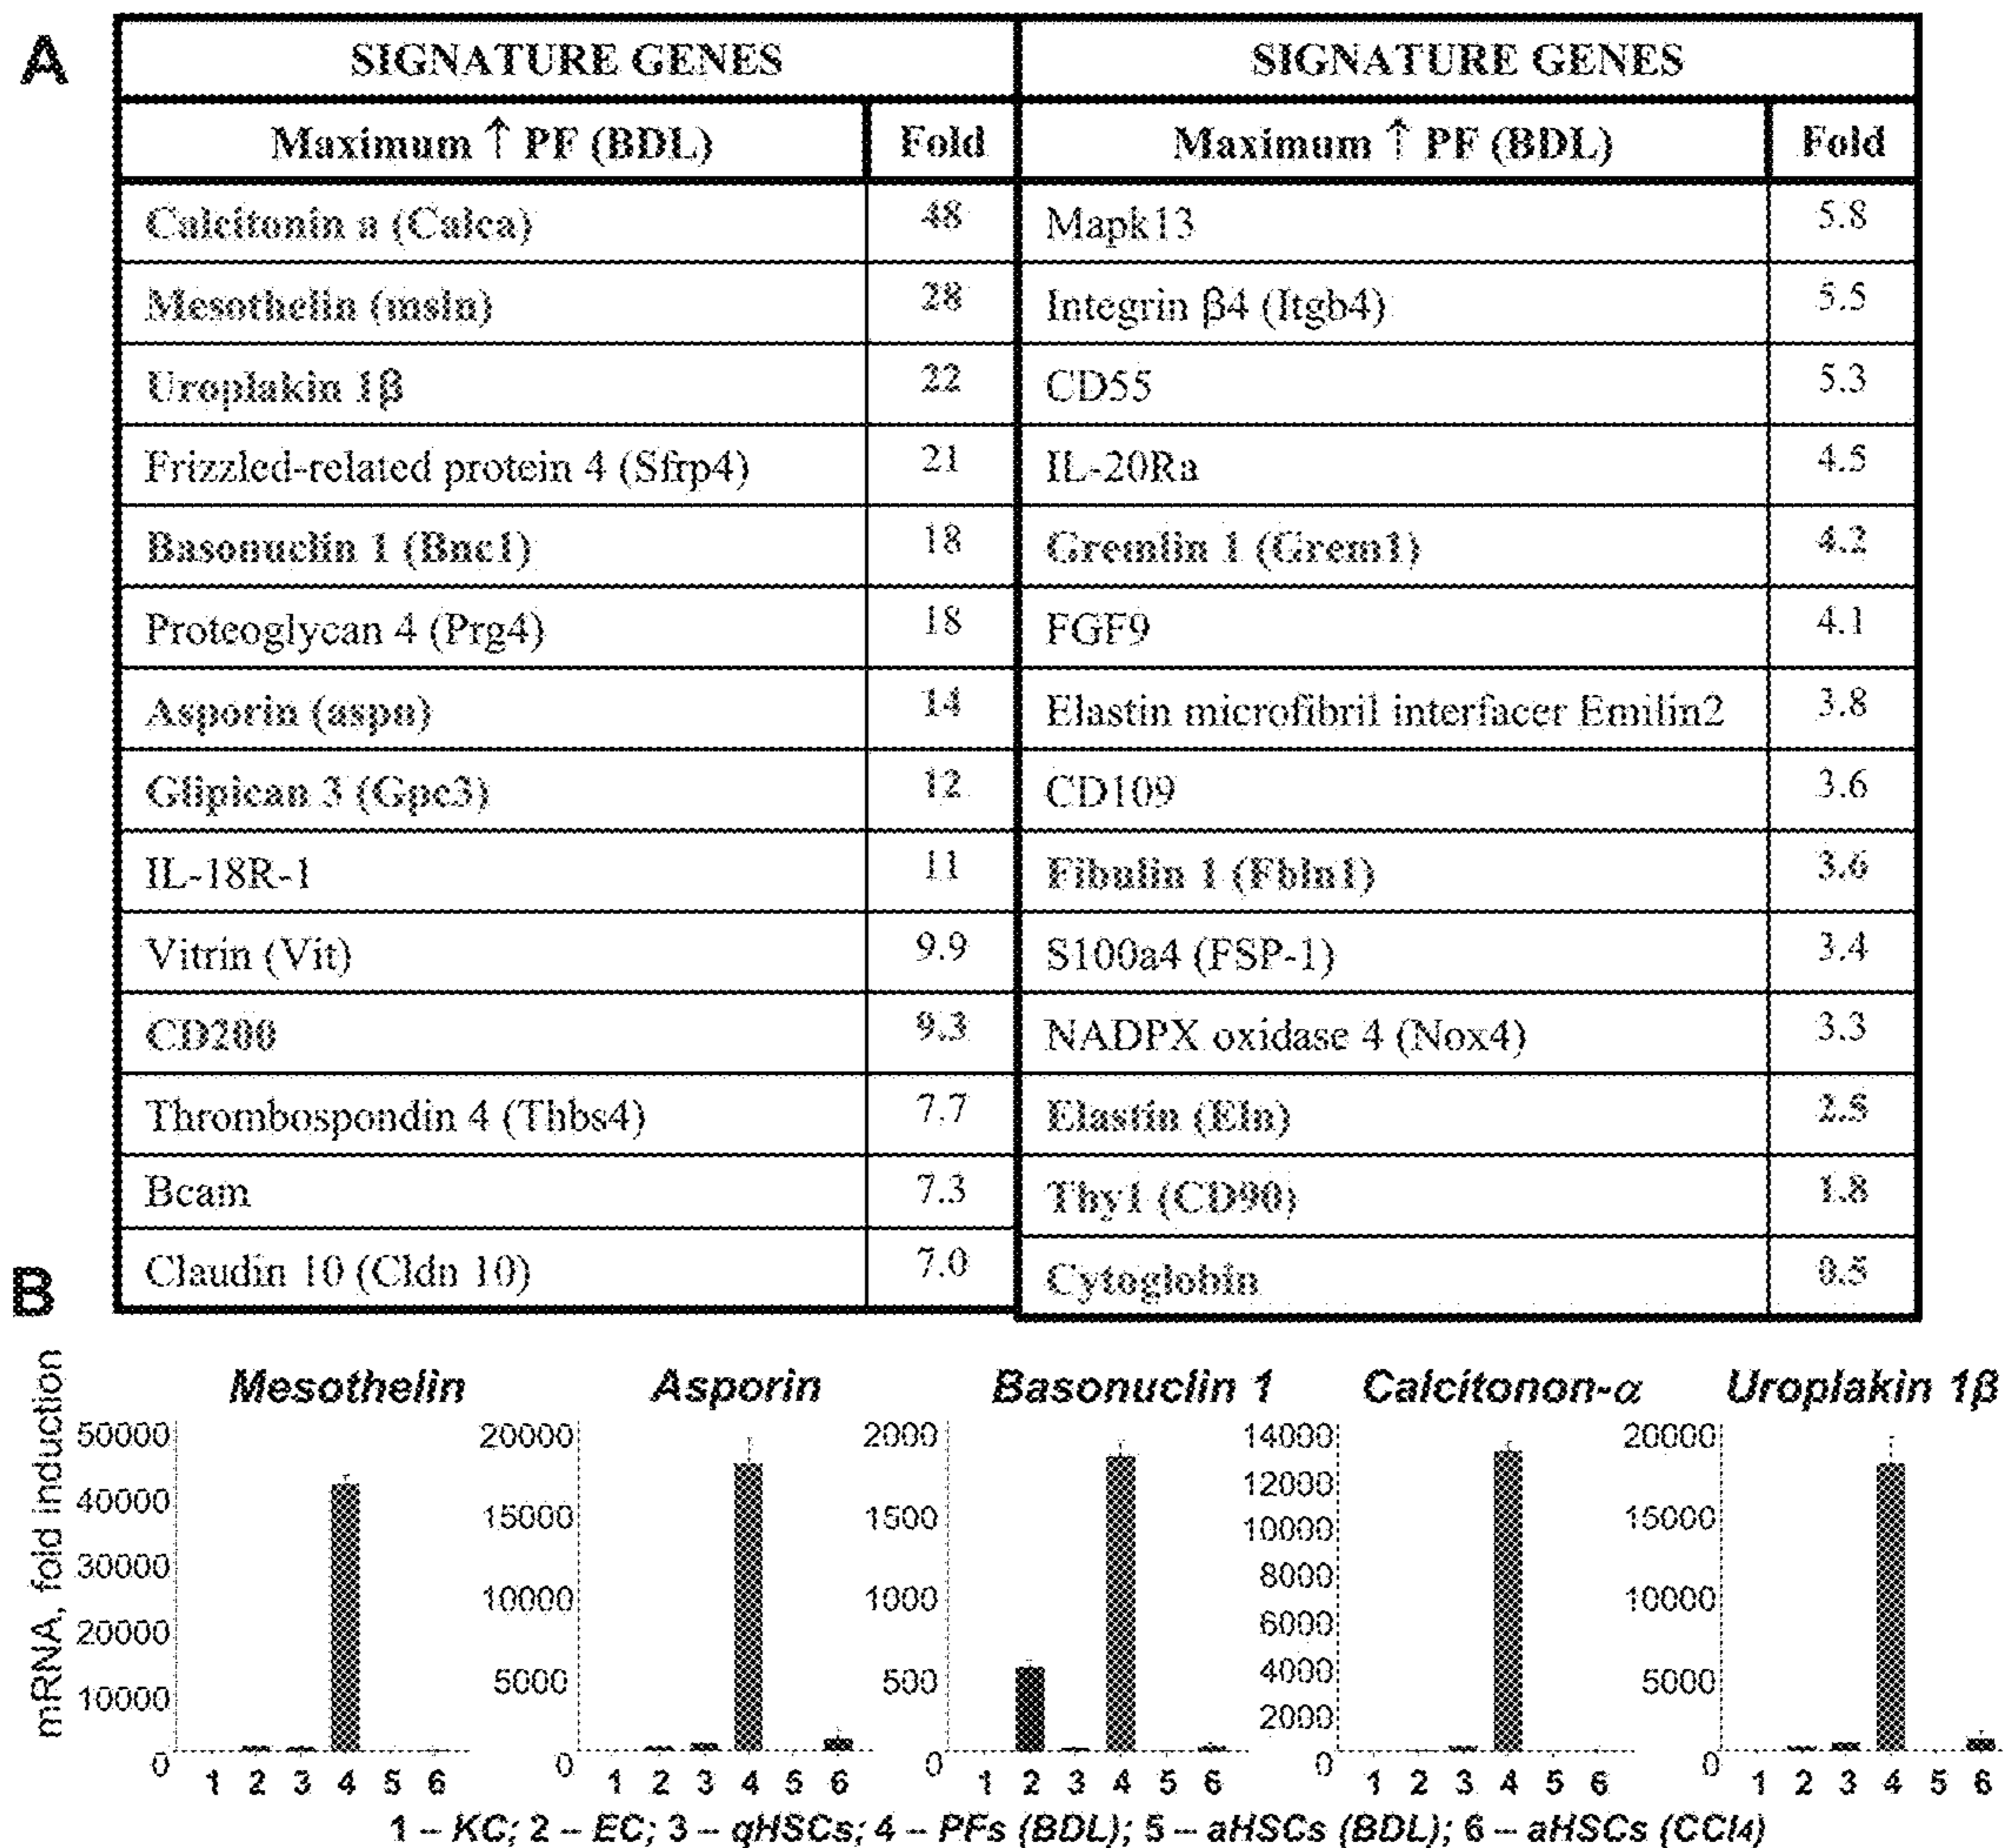 A
SIGNATURE GENES SIGNATURE GENES
Maximum ↑ PF (BDL) Fold Maximum ↑ PF (BDL) Fold
Calcitonin a (Calca) 48 Mapk13 5.8
Mesothelin (msln) 28 Integrin β4 (Itgb4) 5.5
Uroplakin 1β 22 CD55 5.3
Frizzled-related protein 4 (Sfrp4) 21 IL-20Ra 4.5
Basonuclin 1 (Bnc1) 18 Gremlin 1 (Grem1) 4.2
Proteoglycan 4 (Prg4) 18 FGF9 4.1
Asporin (aspn) 14 Elastin microfibril interfacer Emilin2 3.8
Glipican 3 (Gpc3) 12 CD109 3.6
IL-18R-1 11 Fibulin 1 (Fbln1) 3.6
Vitrin (Vit) 9.9 S100a4 (FSP-1) 3.4
CD200 9.3 NADPX oxidase 4 (Nox4) 3.3
Thrombospondin 4 (Thbs4) 7.7 Elastin (Eln) 2.5
Bcam 7.3 Thy1 (CD90) 1.8
Claudin 10 (Cldn 10) 7.0 Cytoglobin 0.5
B
mRNA, fold induction
Mesothelin
50000
40000
30000
20000
10000
0
1 2 3 4 5 6
Asporin
20000
15000
10000
5000
0
1 2 3 4 5 6
Basonuclin 1
2000
1500
1000
500
0
1 2 3 4 5 6
Calcitonon-α
14000
12000
10000
8000
6000
4000
2000
0
1 2 3 4 5 6
Uroplakin 1β
20000
15000
10000
5000
0
1 2 3 4 5 6
1 – KC; 2 – EC; 3 – qHSCs; 4 – PFs (BDL); 5 – aHSCs (BDL); 6 – aHSCs (CCl4)